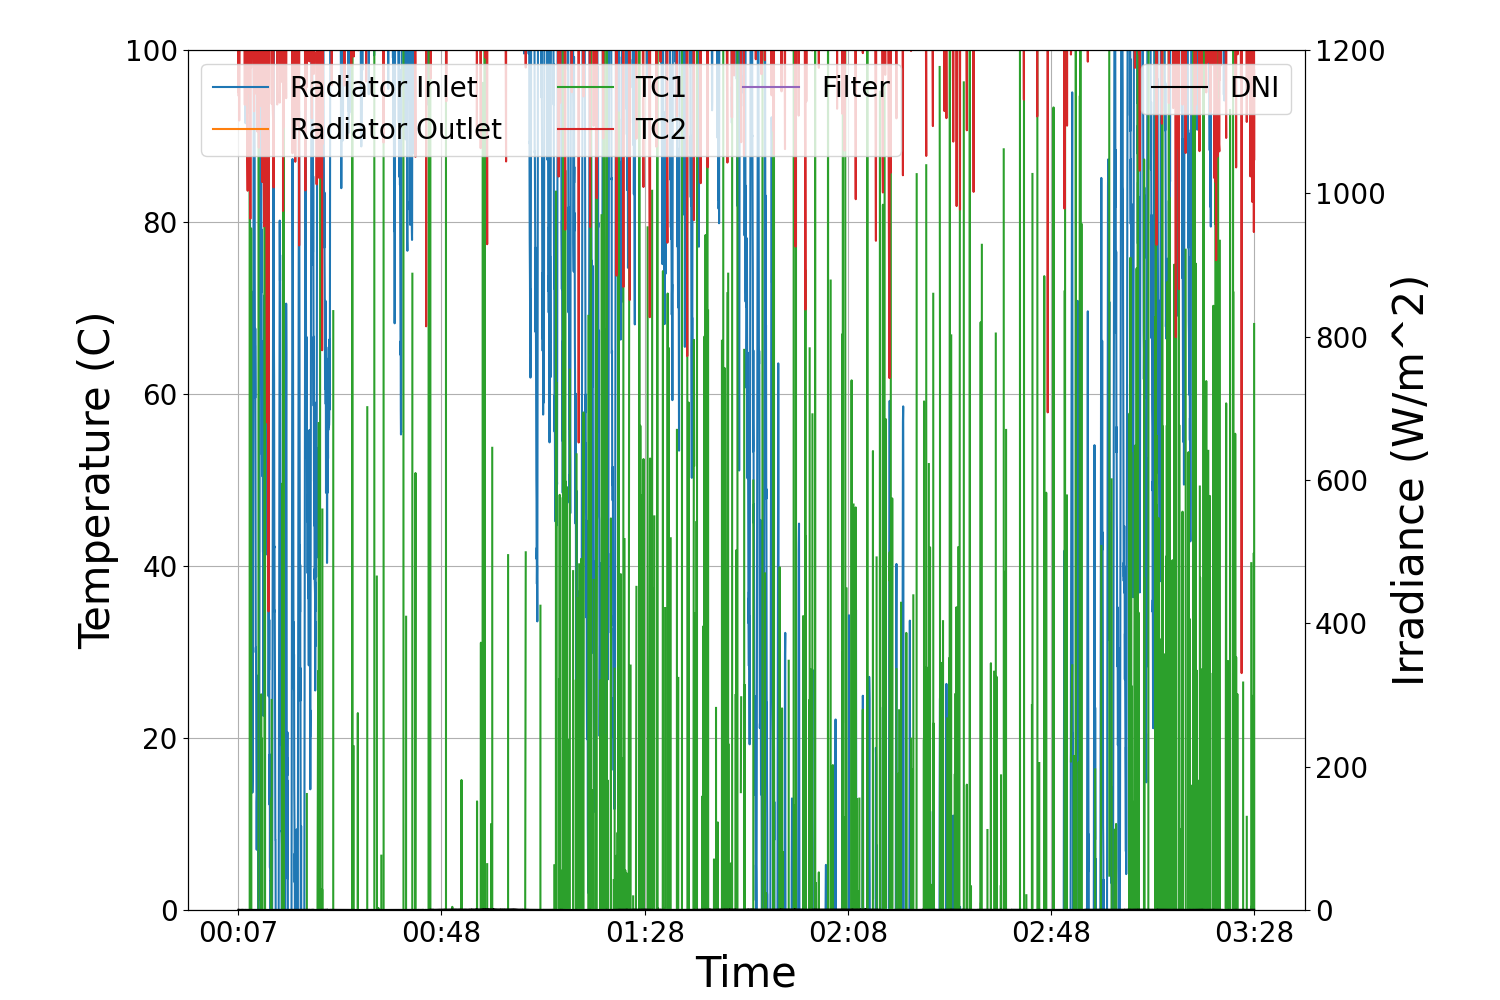 100
80
60
40
20
0
Temperature (C)
Radiator Inlet
Radiator Outlet
TC1
TC2
Filter
DNI
1200
1000
800
600
400
200
0
Irradiance (W/m^2)
00:07
00:48
01:28
02:08
02:48
03:28
Time